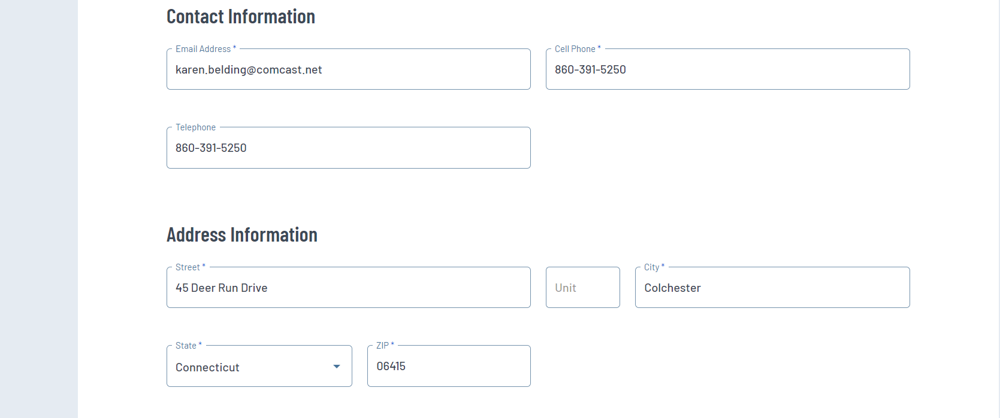 Contact Information
Email Address *
karen.belding@comcast.net
Cell Phone *
860-391-5250
Telephone
860-391-5250
Address Information
Street *
45 Deer Run Drive
Unit
City *
Colchester
State *
Connecticut
ZIP *
06415